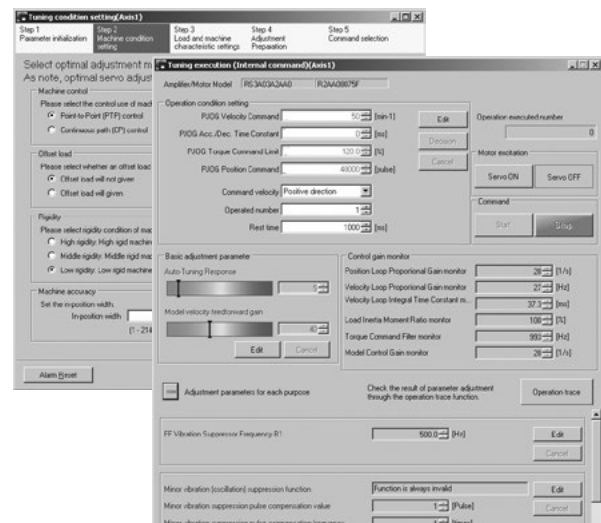 Tuning condition setting(Axis1)
Step 1 Parameter initialization
Step 2 Machine condition setting
Step 3 Load and machine characteristic settings
Step 4 Adjustment Preparation
Step 5 Command selection
Select optimal adjustment m
As note, optimal servo adjust
Machine control
Please select the control use of mach
Point-to-Point (PTP) control
Continuous path (CP) control
Offset load
Please select whether an offset load
Offset load will not given
Offset load will given
Rigidity
Please select rigidity condition of mac
High rigidity: High rigid machine
Middle rigidity: Middle rigid mac
Low rigidity: Low rigid machine
Machine accuracy
Set the in-position width.
In-position width
[1 - 214
Alarm Reset
Tuning execution (Internal command)(Axis1)
Amplifier/Motor Model RS3A03A2AA0 R2AA08075F
Operation condition setting
PJOG Velocity Command 50 [min-1]
PJOG Acc./Dec. Time Constant 0 [ms]
PJOG Torque Command Limit 120.0 [%]
PJOG Position Command 48000 [pulse]
Command velocity Positive direction
Operated number 1
Rest time 1000 [ms]
Edit
Decision
Cancel
Operation executed number
0
Motor excitation
Servo ON Servo OFF
Command
Start Stop
Basic adjustment parameter
Auto-Tuning Response
5
Model velocity feedforward gain
40
Edit Cancel
Control gain monitor
Position Loop Proportional Gain monitor 28 [1/s]
Velocity Loop Proportional Gain monitor 27 [Hz]
Velocity Loop Integral Time Constant m... 37.3 [ms]
Load Inertia Moment Ratio monitor 100 [%]
Torque Command Filter monitor [Hz]
Model Control Gain monitor 28 [1/s]
Adjustment parameters for each purpose
Check the result of parameter adjustment
through the operation trace function.
Operation trace
FF Vibration Suppressor Frequency R1 500.0 [Hz]
Edit
Cancel
Minor vibration (oscillation) suppression function Function is always invalid
Edit
Minor vibration suppression pulse compensation value 1 [Pulse]
Cancel